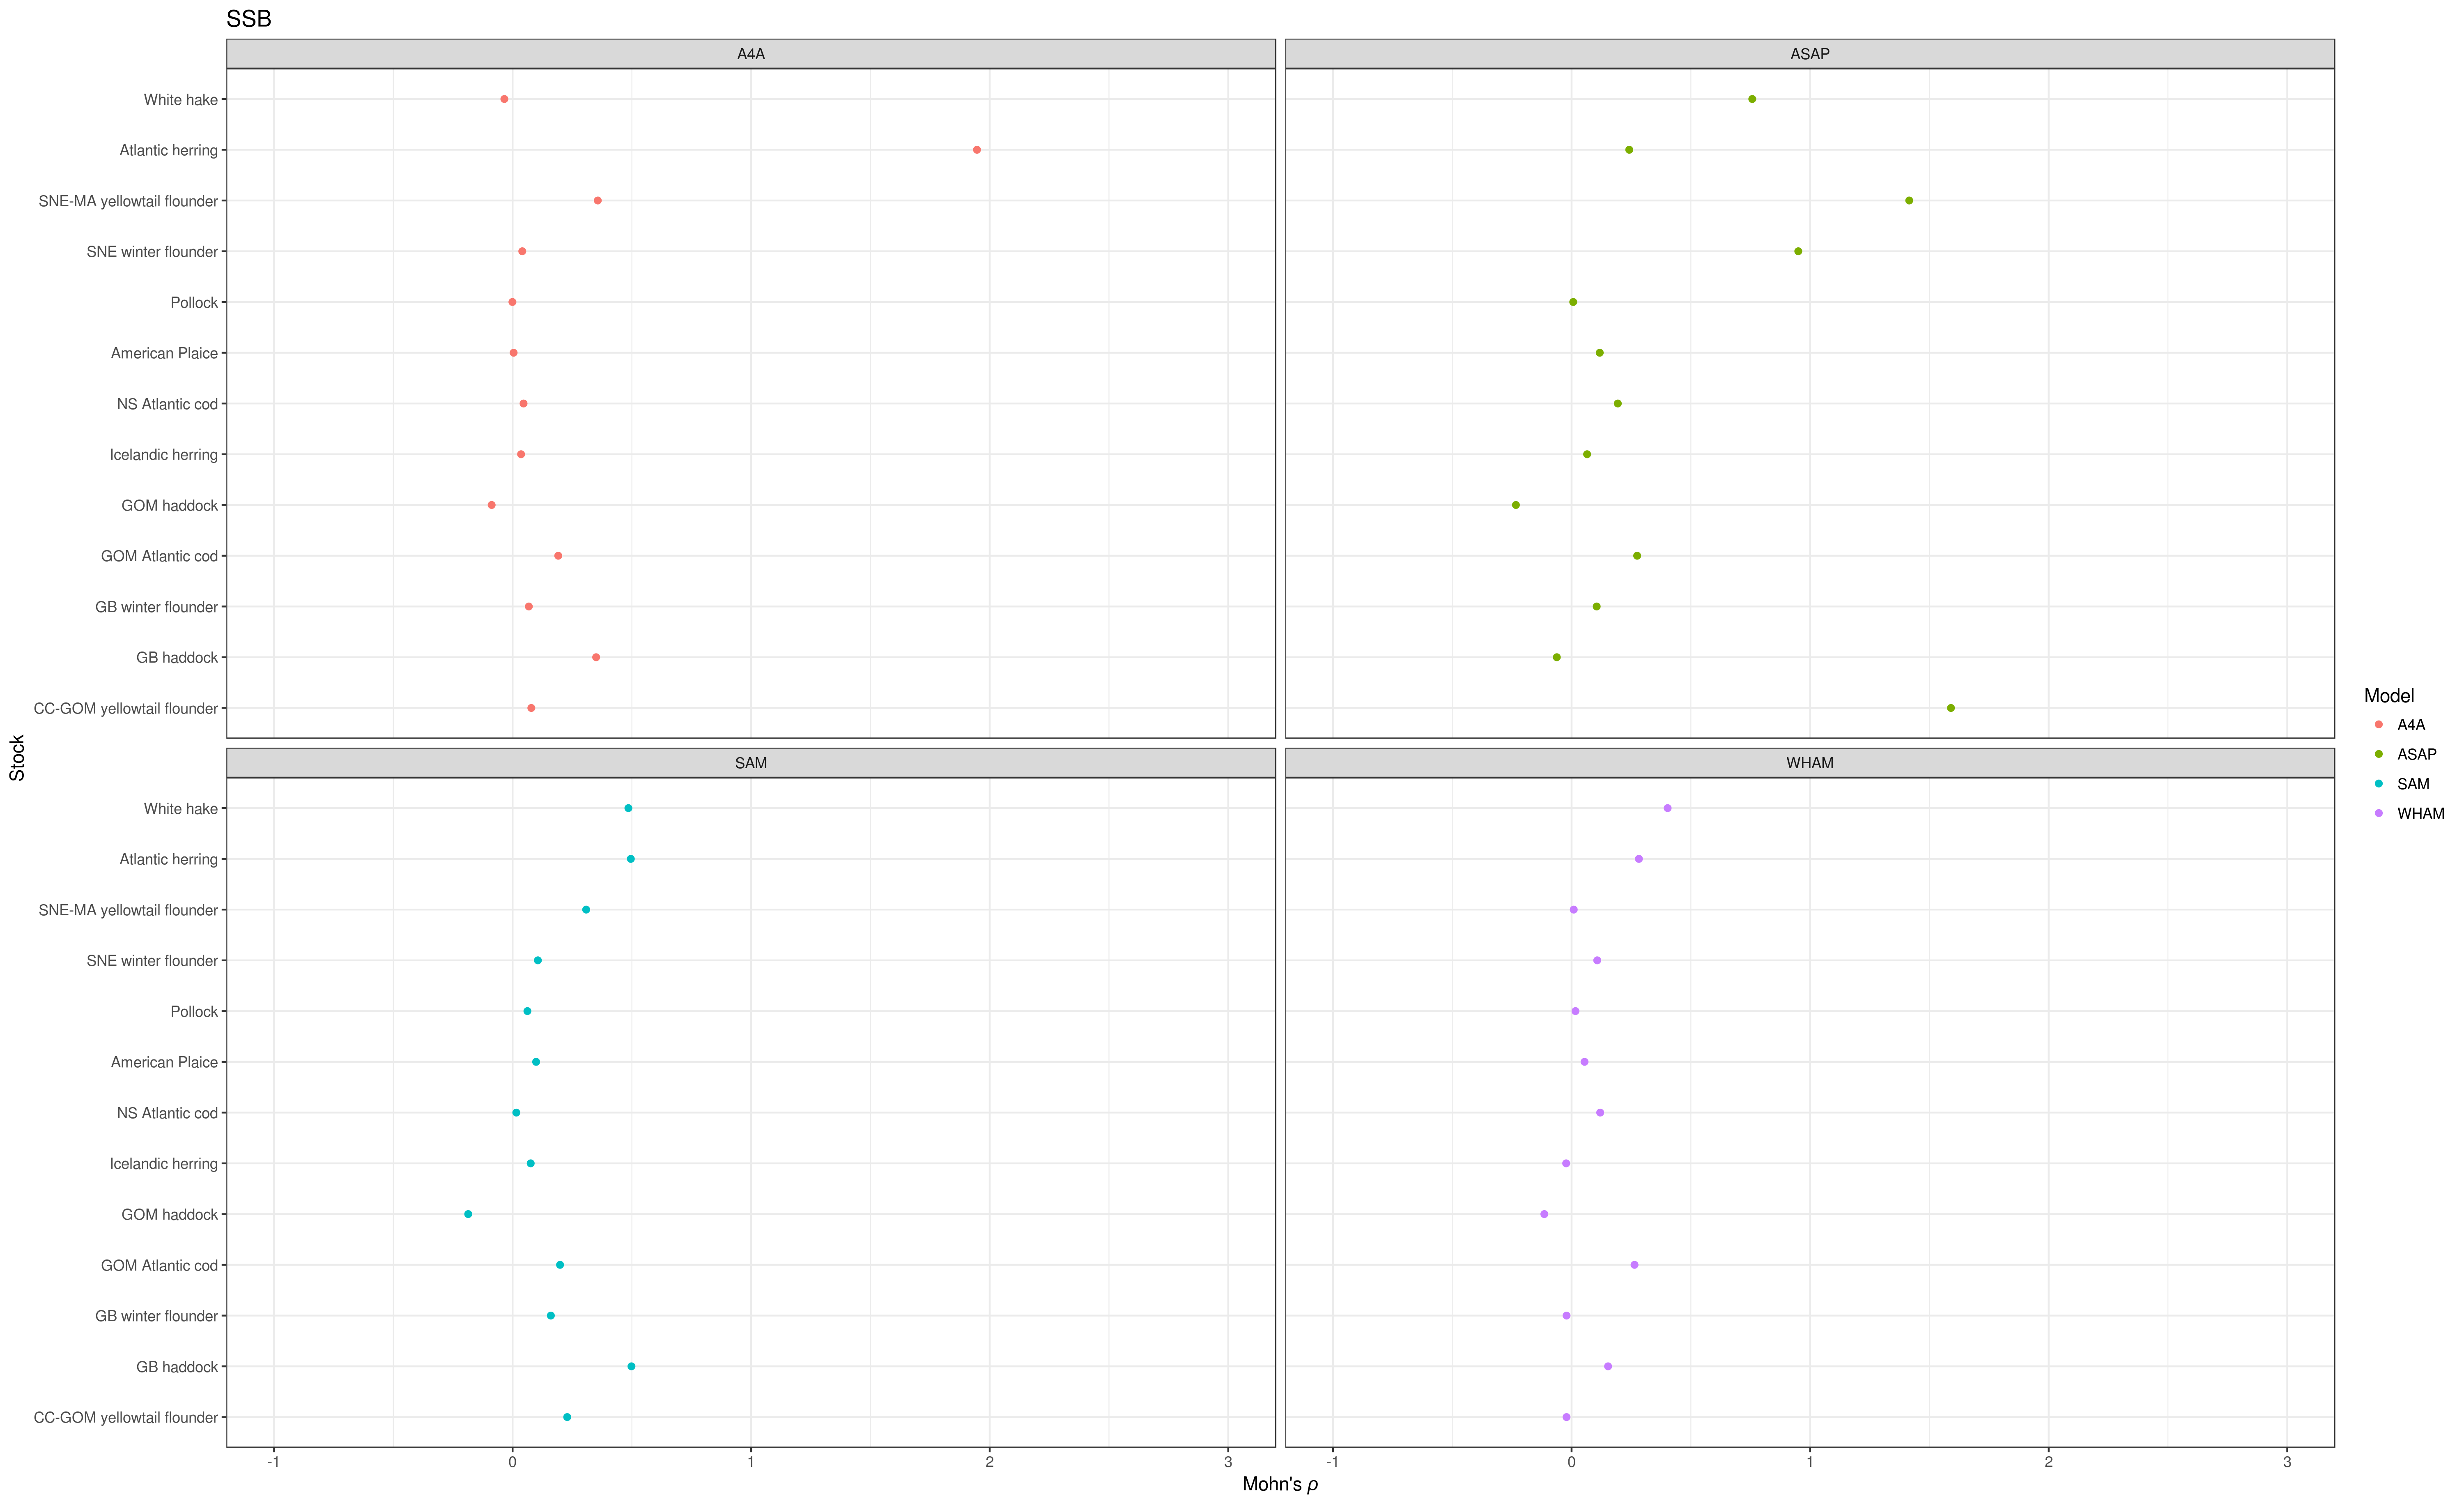 SSB
A4A
ASAP
White hake
Atlantic herring
SNE-MA yellowtail flounder
SNE winter flounder
Pollock
American Plaice
NS Atlantic cod
Icelandic herring
GOM haddock
GOM Atlantic cod
GB winter flounder
GB haddock
CC-GOM yellowtail flounder
SAM
WHAM
White hake
Atlantic herring
SNE-MA yellowtail flounder
SNE winter flounder
Pollock
American Plaice
NS Atlantic cod
Icelandic herring
GOM haddock
GOM Atlantic cod
GB winter flounder
GB haddock
CC-GOM yellowtail flounder
-1 0 1 2 3
-1 0 1 2 3
Mohn's ρ
Stock
Model
A4A
ASAP
SAM
WHAM